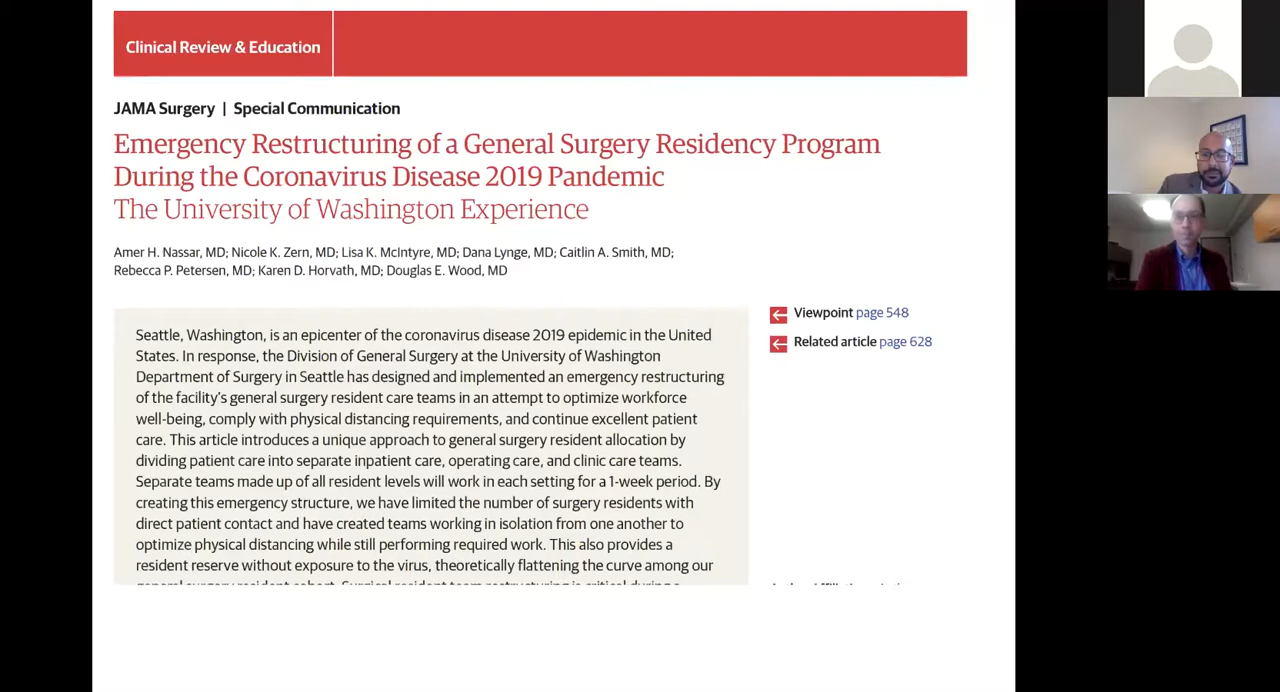 Clinical Review & Education
JAMA Surgery | Special Communication
Emergency Restructuring of a General Surgery Residency Program
During the Coronavirus Disease 2019 Pandemic
The University of Washington Experience
Amer H. Nassar, MD; Nicole K. Zern, MD; Lisa K. McIntyre, MD; Dana Lynge, MD; Caitlin A. Smith, MD;
Rebecca P. Petersen, MD; Karen D. Horvath, MD; Douglas E. Wood, MD
Seattle, Washington, is an epicenter of the coronavirus disease 2019 epidemic in the United
States. In response, the Division of General Surgery at the University of Washington
Department of Surgery in Seattle has designed and implemented an emergency restructuring
of the facility's general surgery resident care teams in an attempt to optimize workforce
well-being, comply with physical distancing requirements, and continue excellent patient
care. This article introduces a unique approach to general surgery resident allocation by
dividing patient care into separate inpatient care, operating care, and clinic care teams.
Separate teams made up of all resident levels will work in each setting for a 1-week period. By
creating this emergency structure, we have limited the number of surgery residents with
direct patient contact and have created teams working in isolation from one another to
optimize physical distancing while still performing required work. This also provides a
resident reserve without exposure to the virus, theoretically flattening the curve among our
general surgery resident cohort. Surgical resident team restructuring is critical during a
Viewpoint page 548
Related article page 628